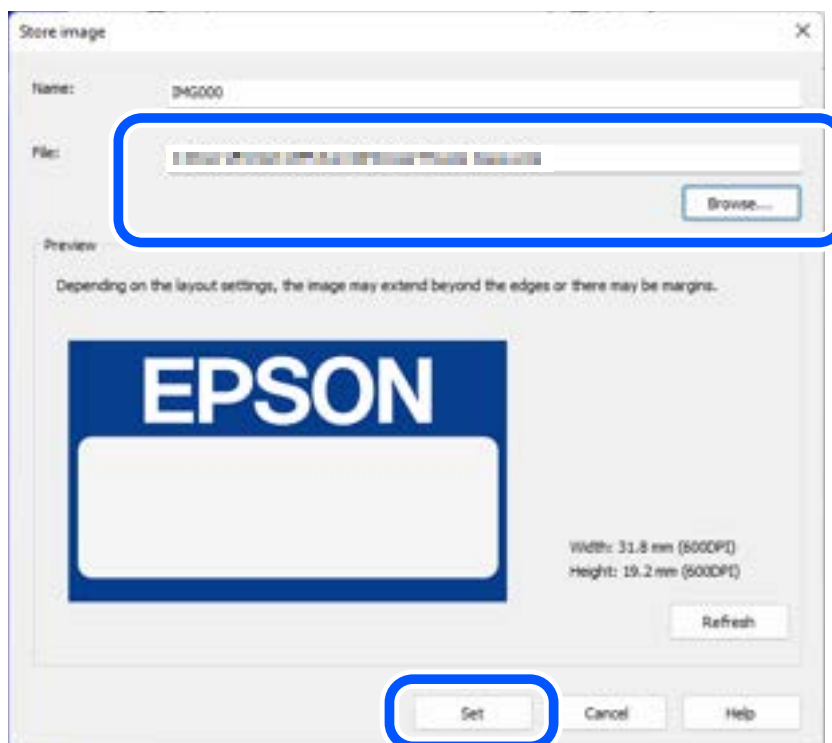 Store image
Name:
IMG000
File:
Browse...
Preview
Depending on the layout settings, the image may extend beyond the edges or there may be margins.
EPSON
Width: 31.8 mm (600DPI)
Height: 19.2 mm (600DPI)
Refresh
Set Cancel Help